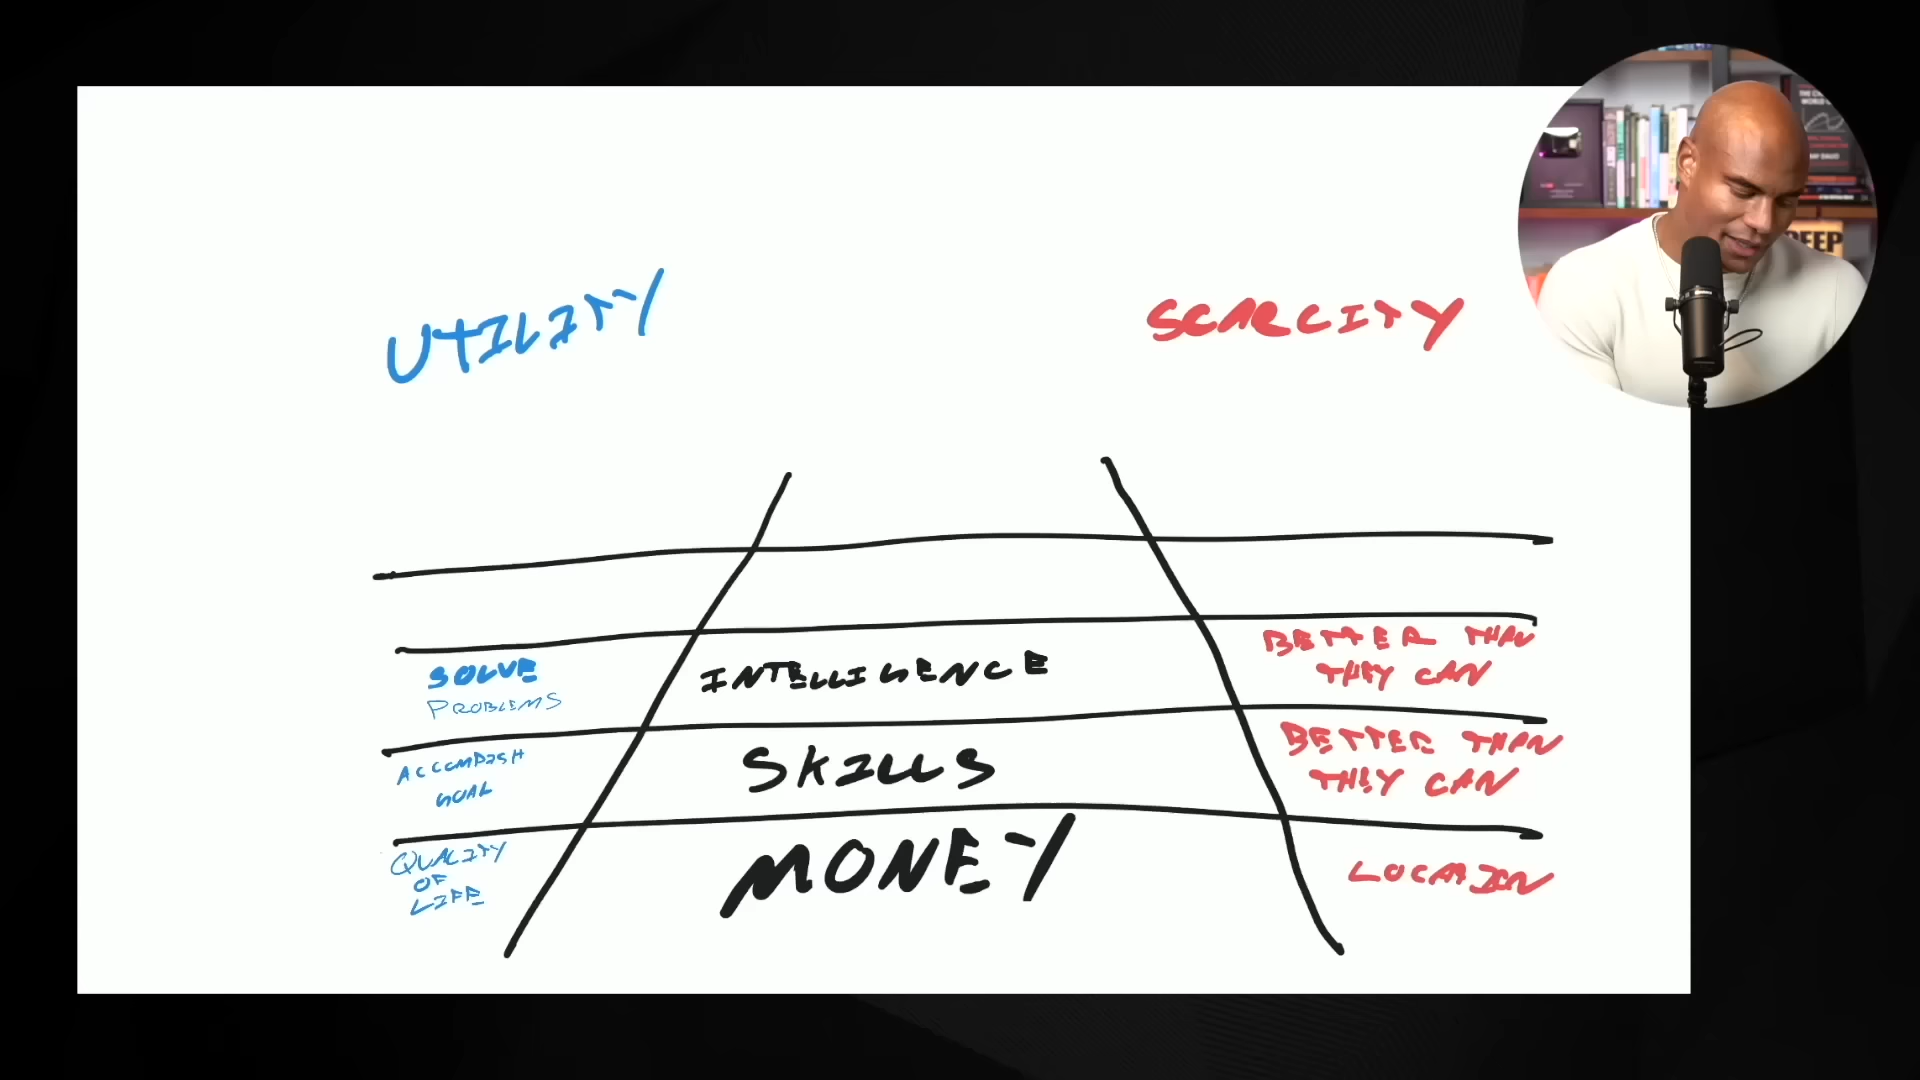 UTILITY
SCARCITY
SOLVE
PROBLEMS
INTELLIGENCE
BETTER THAN
THEY CAN
ACCOMPLISH
GOAL
SKILLS
BETTER THAN
THEY CAN
QUALITY
OF
LIFE
MONEY
LOCATION
DEEP